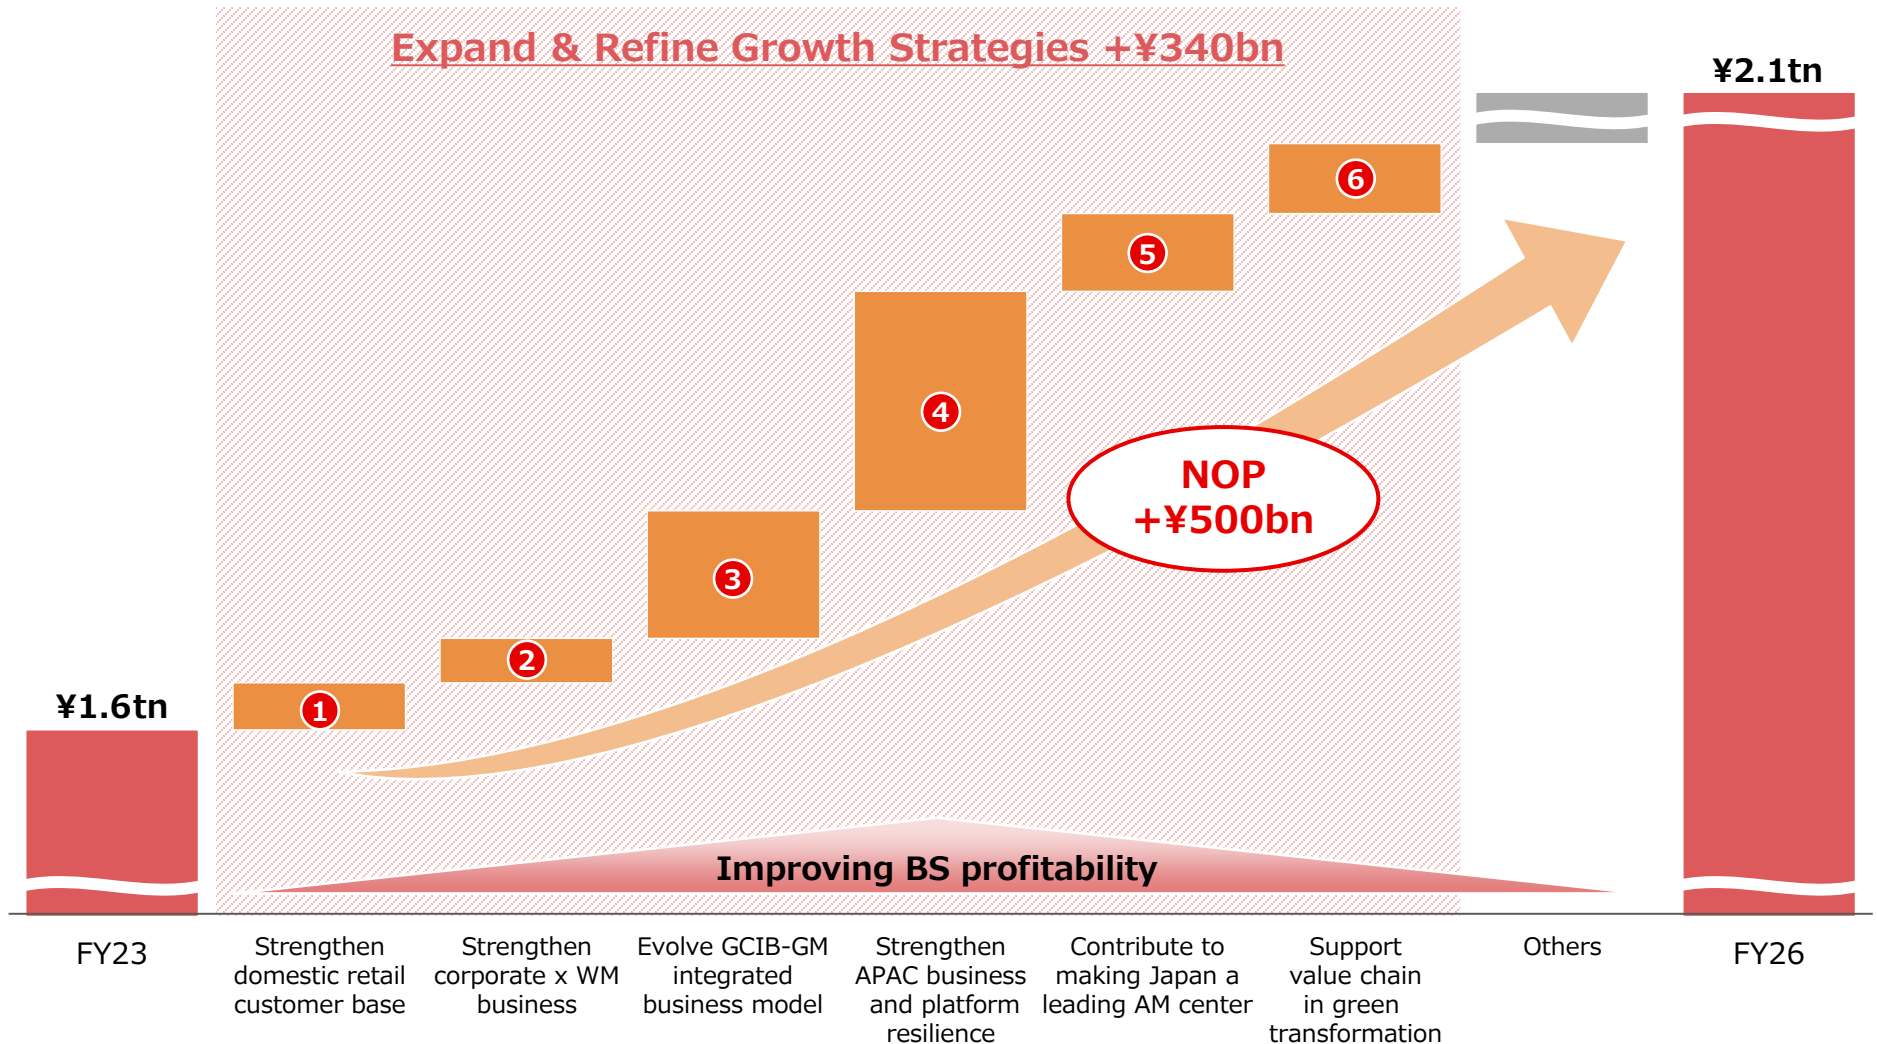 Expand & Refine Growth Strategies +¥340bn
¥2.1tn
6
5
4
NOP
+¥500bn
3
2
1
¥1.6tn
Improving BS profitability
FY23
Strengthen
domestic retail
customer base
Strengthen
corporate x WM
business
Evolve GCIB-GM
integrated
business model
Strengthen
APAC business
and platform
resilience
Contribute to
making Japan a
leading AM center
Support
value chain
in green
transformation
Others
FY26